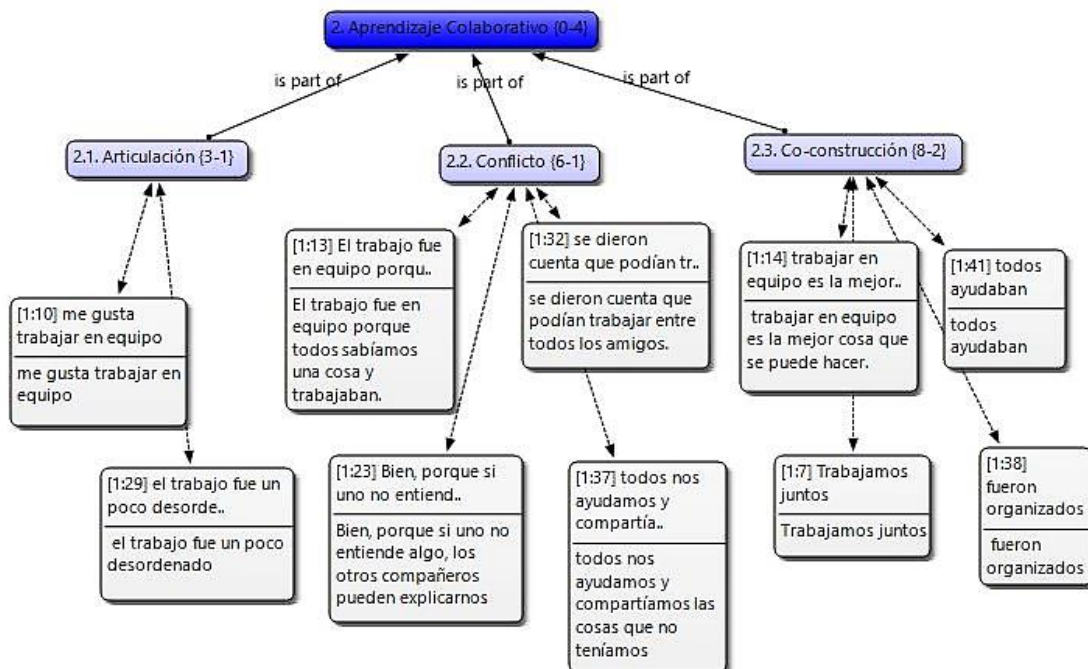 2. Aprendizaje Colaborativo {0-4}
is part of
is part of
is part of
2.1. Articulación {3-1}
2.2. Conflicto {6-1}
2.3. Co-construcción {8-2}
[1:10] me gusta
trabajar en equipo
me gusta trabajar en
equipo
[1:29] el trabajo fue un
poco desorde..
el trabajo fue un poco
desordenado
[1:13] El trabajo fue
en equipo porqu..
El trabajo fue en
equipo porque
todos sabíamos
una cosa y
trabajaban.
[1:32] se dieron
cuenta que podían tr..
se dieron cuenta que
podían trabajar entre
todos los amigos.
[1:23] Bien, porque si
uno no entiend..
Bien, porque si uno no
entiende algo, los
otros compañeros
pueden explicarnos
[1:37] todos nos
ayudamos y
compartía..
todos nos
ayudamos y
compartíamos las
cosas que no
teníamos
[1:14] trabajar en
equipo es la mejor..
trabajar en equipo
es la mejor cosa que
se puede hacer.
[1:41] todos
ayudaban
todos
ayudaban
[1:7] Trabajamos
juntos
Trabajamos juntos
[1:38]
fueron
organizados
fueron
organizados